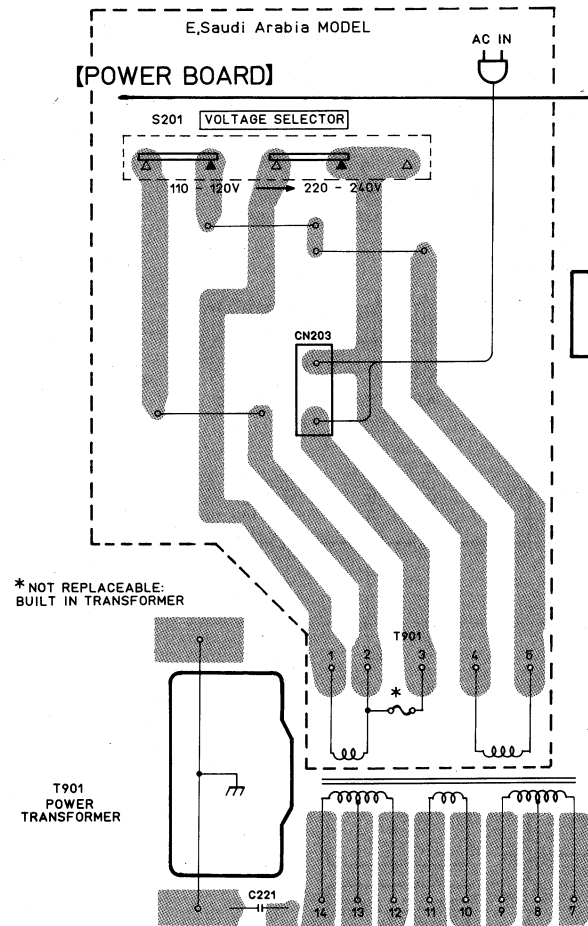 E,Saudi Arabia MODEL
AC IN
【POWER BOARD】
S201 VOLTAGE SELECTOR
110 - 120V → 220 - 240V
CN203
* NOT REPLACEABLE:
BUILT IN TRANSFORMER
T901
1 2 3 4 5
*
T901
POWER
TRANSFORMER
C221
14 13 12 11 10 9 8 7